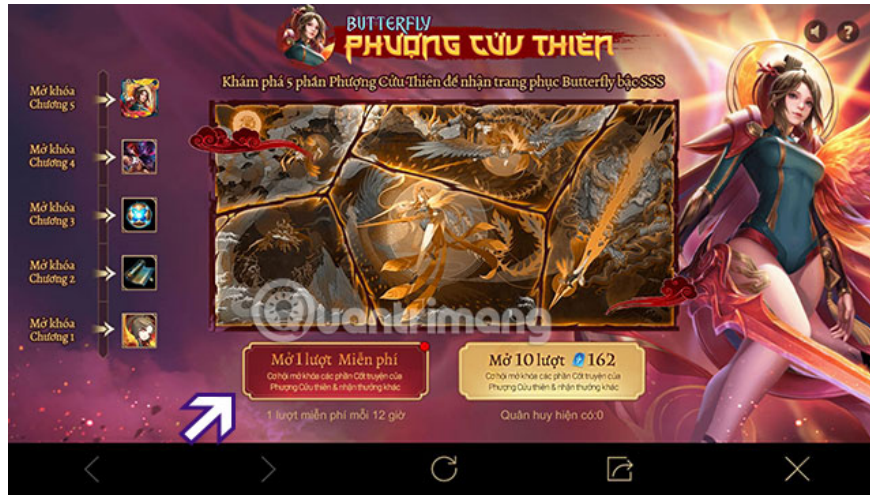 BUTTERFLY
PHƯỢNG CỬU THIÊN
?
Khám phá 5 phần Phượng Cửu Thiên để nhận trang phục Butterfly bậc SSS
Mở khóa
Chương 5
Mở khóa
Chương 4
Mở khóa
Chương 3
Mở khóa
Chương 2
Mở khóa
Chương 1
Quantrimang
Mở 1 lượt Miễn phí
Cơ hội mở khóa các phần Cốt truyện của
Phượng Cửu thiên & nhận thưởng khác
1 lượt miễn phí mỗi 12 giờ
Mở 10 lượt 162
Cơ hội mở khóa các phần Cốt truyện của
Phượng Cửu thiên & nhận thưởng khác
Quân huy hiện có:0